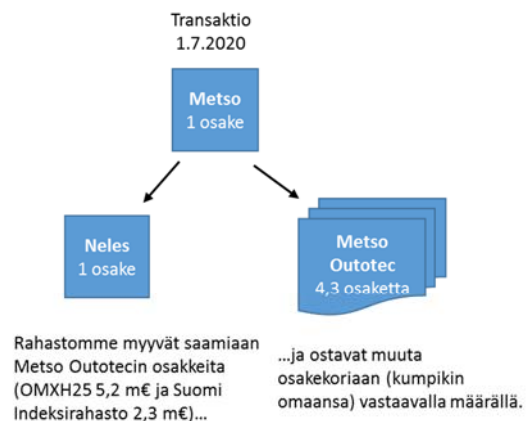 Transaktio
1.7.2020
Metso
1 osake
Neles
1 osake
Metso
Outotec
4,3 osaketta
Rahastomme myyvät saamiaan
Metso Outotecin osakkeita
(OMXH25 5,2 m€ ja Suomi
Indeksirahasto 2,3 m€)...
...ja ostavat muuta
osakekoriaan (kumpikin
omaansa) vastaavalla määrällä.